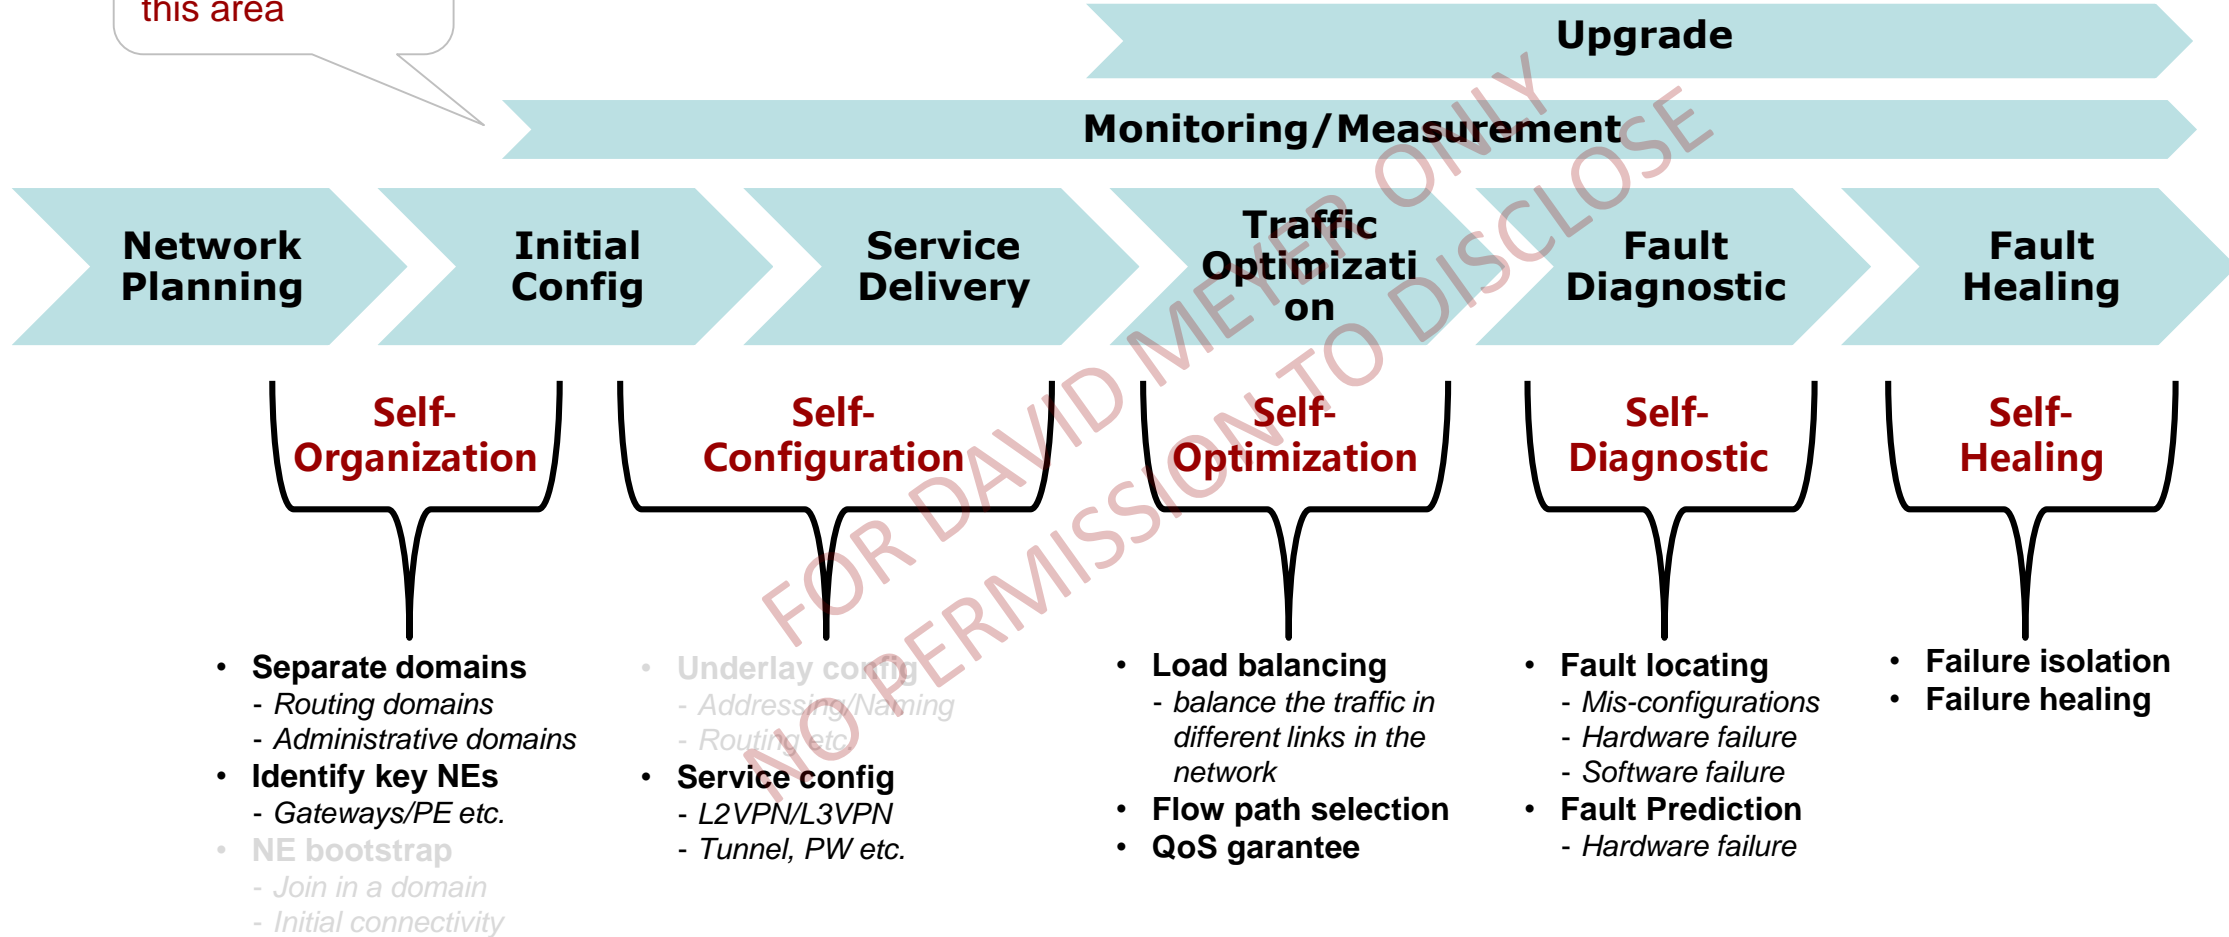 this area
Upgrade
Monitoring/Measurement
Network
Planning
Initial
Config
Service
Delivery
Traffic
Optimizati
on
Fault
Diagnostic
Fault
Healing
Self-
Organization
Self-
Configuration
Self-
Optimization
Self-
Diagnostic
Self-
Healing
• Separate domains
- Routing domains
- Administrative domains
• Identify key NEs
- Gateways/PE etc.
• NE bootstrap
- Join in a domain
- Initial connectivity
• Underlay config
- Addressing/Naming
- Routing etc.
• Service config
- L2VPN/L3VPN
- Tunnel, PW etc.
• Load balancing
- balance the traffic in
different links in the
network
• Flow path selection
• QoS garantee
• Fault locating
- Mis-configurations
- Hardware failure
- Software failure
• Fault Prediction
- Hardware failure
• Failure isolation
• Failure healing
FOR DAVID MEYER ONLY
NO PERMISSION TO DISCLOSE